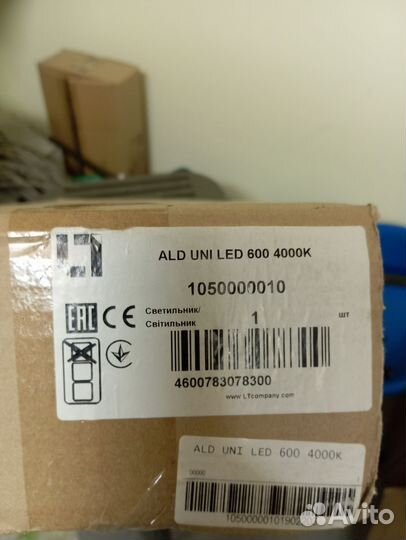 ALD UNI LED 600 4000K
1050000010
EAC CE
Светильник/
Світильник
1
шт
4600783078300
www.LTcompany.com
ALD UNI LED 600 4000K
00000
Avito